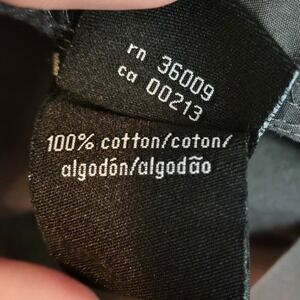 rn 36009
ca 00213
100% cotton/coton/
algodón/algodão